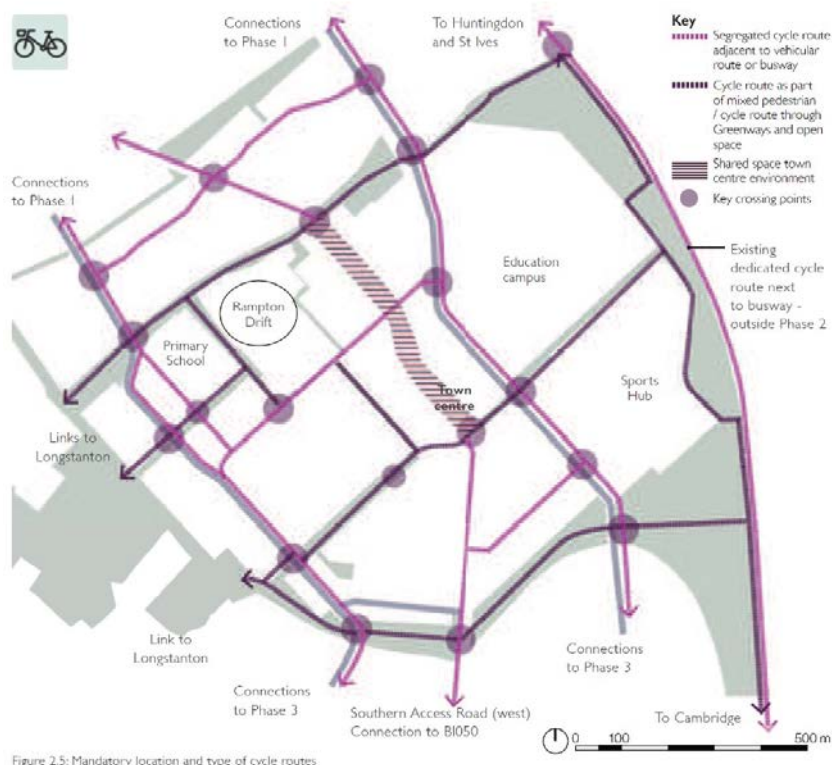 Connections
to Phase 1
To Huntingdon
and St Ives
Key
Segregated cycle route
adjacent to vehicular
route or busway
Cycle route as part
of mixed pedestrian
/ cycle route through
Greenways and open
space
Shared space town
centre environment
Key crossing points
Connections
to Phase 1
Education
campus
Existing
dedicated cycle
route next
to busway -
outside Phase 2
Rampton
Drift
Primary
School
Sports
Hub
Town
centre
Links to
Longstanton
Link to
Longstanton
Connections
to Phase 3
Connections
to Phase 3
Southern Access Road (west)
Connection to B1050
To Cambridge
0 100 500 m
Figure 2.5: Mandatory location and type of cycle routes